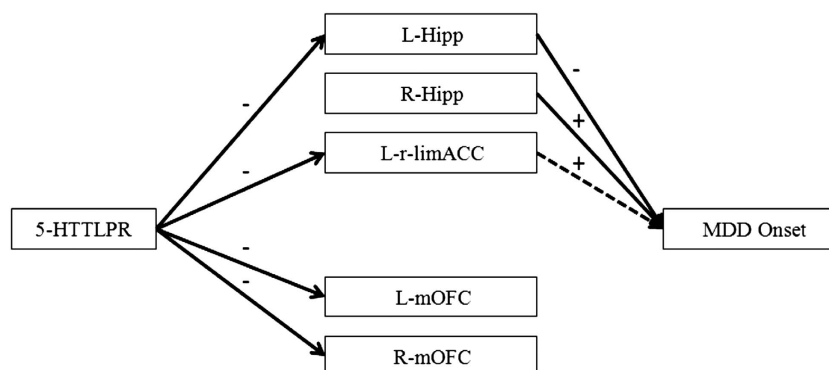 L-Hipp
-
R-Hipp
-
+
L-r-limACC
-
+
5-HTTLPR
MDD Onset
-
L-mOFC
-
R-mOFC